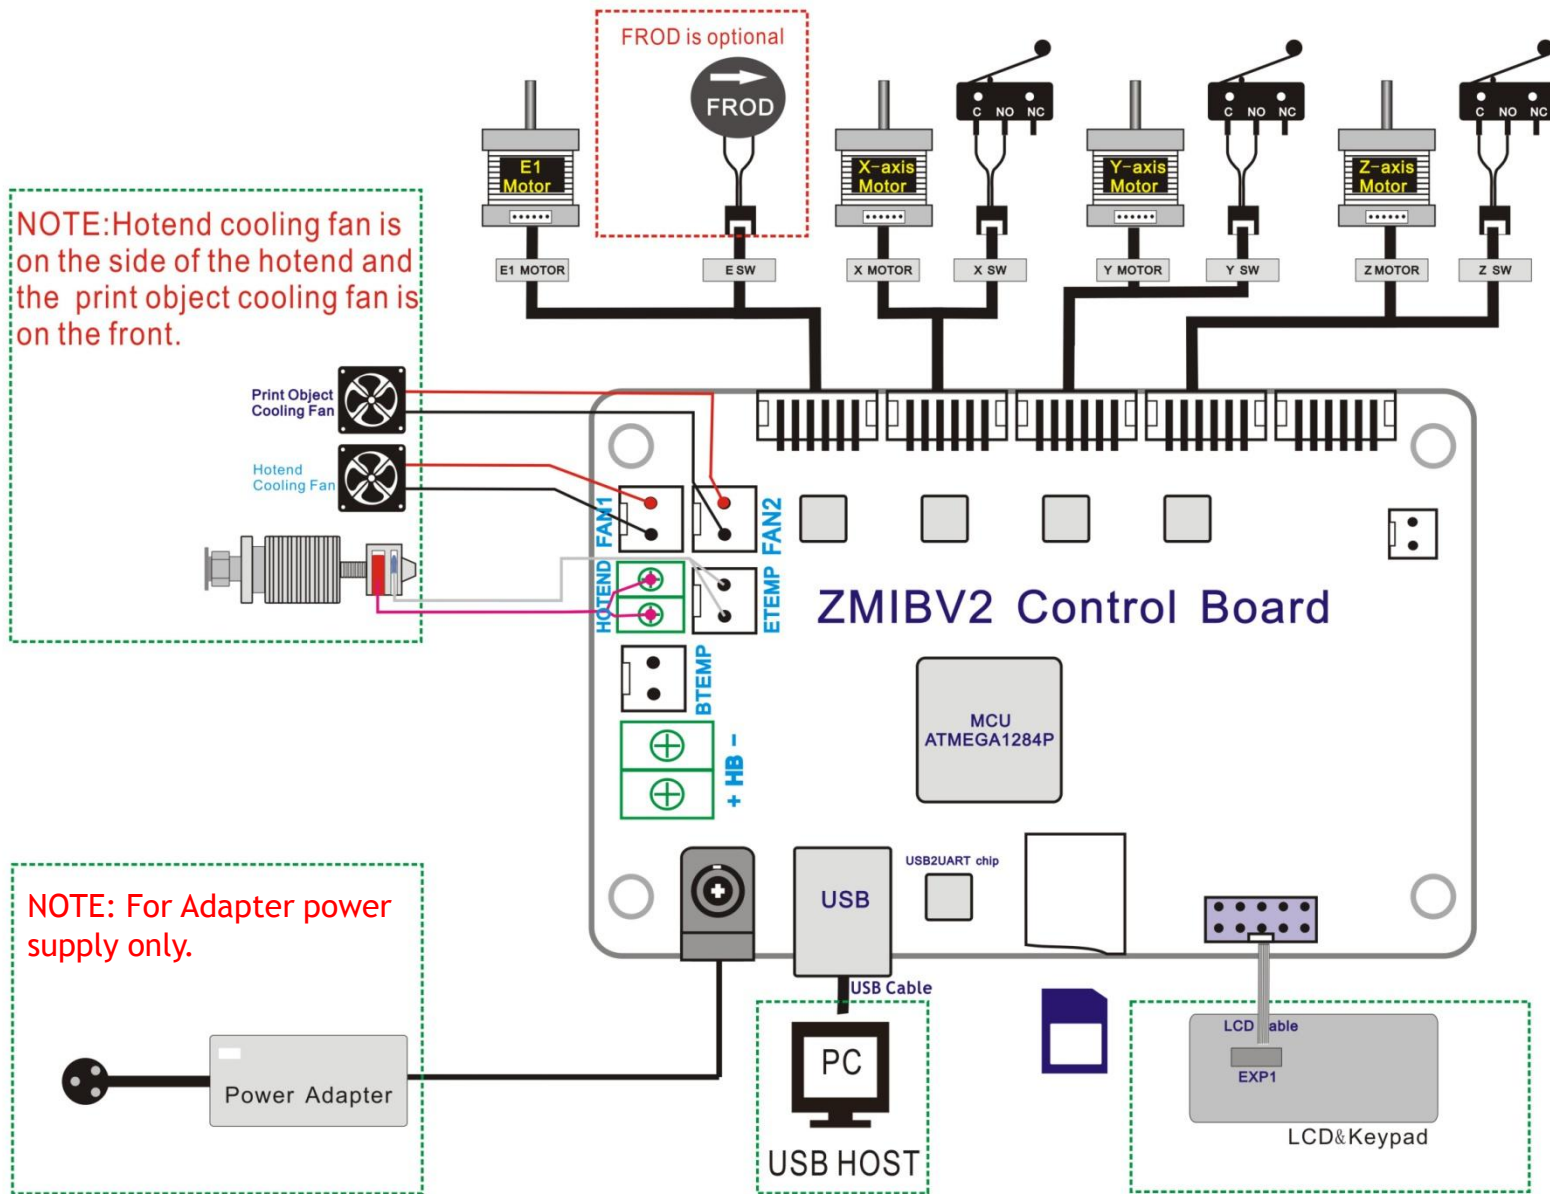 FROD is optional
FROD
C NO NC
C NO NC
C NO NC
E1
Motor
X-axis
Motor
Y-axis
Motor
Z-axis
Motor
E1 MOTOR
E SW
X MOTOR
X SW
Y MOTOR
Y SW
Z MOTOR
Z SW
NOTE:Hotend cooling fan is
on the side of the hotend and
the print object cooling fan is
on the front.
Print Object
Cooling Fan
Hotend
Cooling Fan
FAN1
FAN2
HOTEND
ETEMP
BTEMP
+ HB -
ZMIBV2 Control Board
MCU
ATMEGA1284P
USB2UART chip
USB
USB Cable
NOTE: For Adapter power
supply only.
Power Adapter
PC
USB HOST
LCD able
EXP1
LCD&Keypad